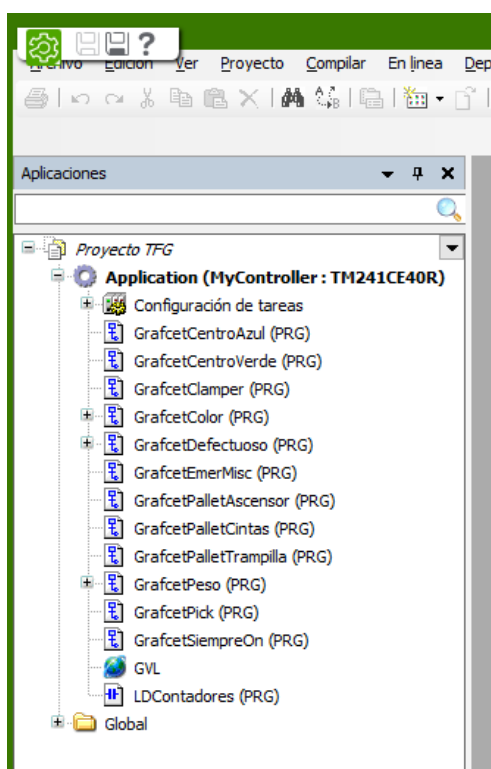 ?
Archivo Edición Ver Proyecto Compilar En línea Dep
Aplicaciones
Proyecto TFG
Application (MyController : TM241CE40R)
Configuración de tareas
GrafcetCentroAzul (PRG)
GrafcetCentroVerde (PRG)
GrafcetClamper (PRG)
GrafcetColor (PRG)
GrafcetDefectuoso (PRG)
GrafcetEmerMisc (PRG)
GrafcetPalletAscensor (PRG)
GrafcetPalletCintas (PRG)
GrafcetPalletTrampilla (PRG)
GrafcetPeso (PRG)
GrafcetPick (PRG)
GrafcetSiempreOn (PRG)
GVL
LDContadores (PRG)
Global